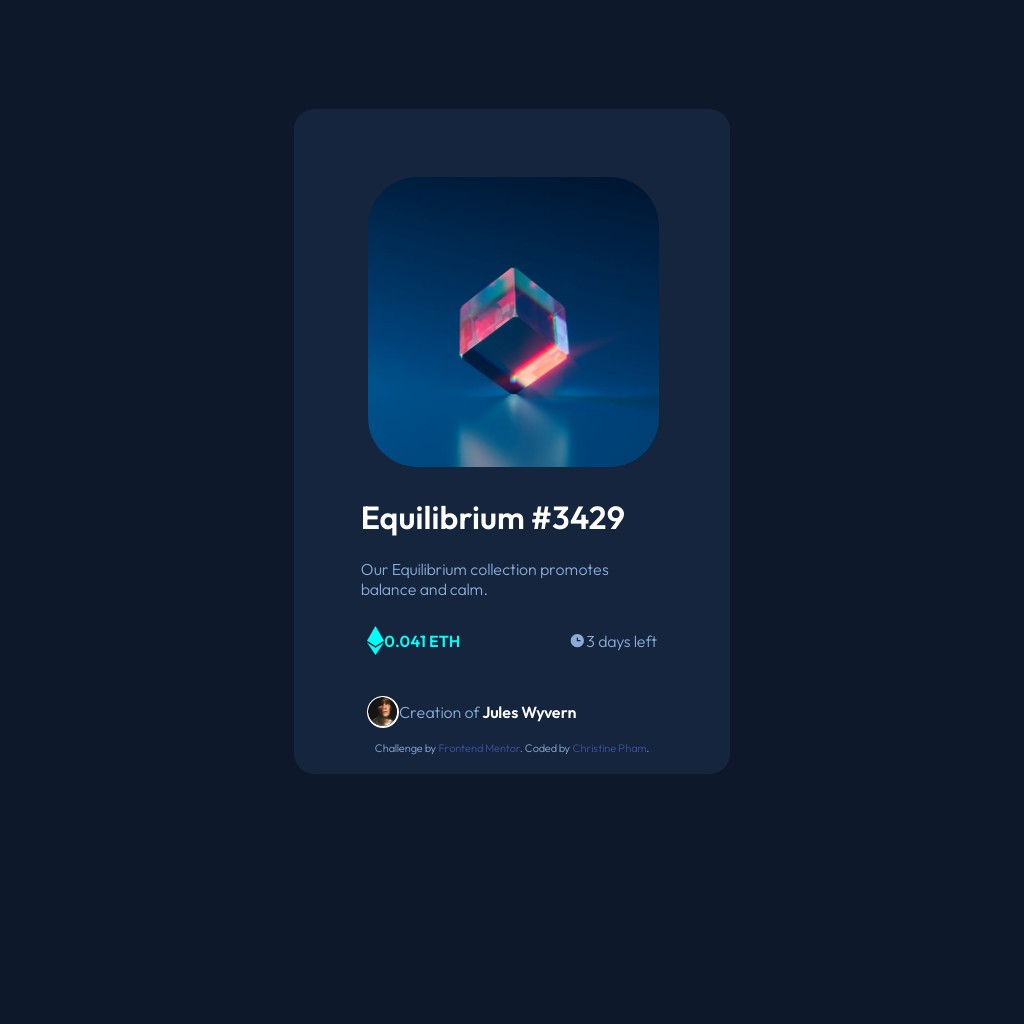 Equilibrium #3429
Our Equilibrium collection promotes
balance and calm.
0.041 ETH
3 days left
Creation of Jules Wyvern
Challenge by Frontend Mentor. Coded by Christine Pham.